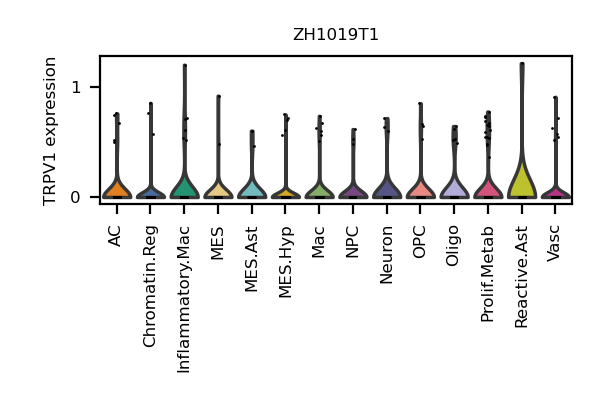 ZH1019T1
TRPV1 expression
1
0
AC
Chromatin.Reg
Inflammatory.Mac
MES
MES.Ast
MES.Hyp
Mac
NPC
Neuron
OPC
Oligo
Prolif.Metab
Reactive.Ast
Vasc